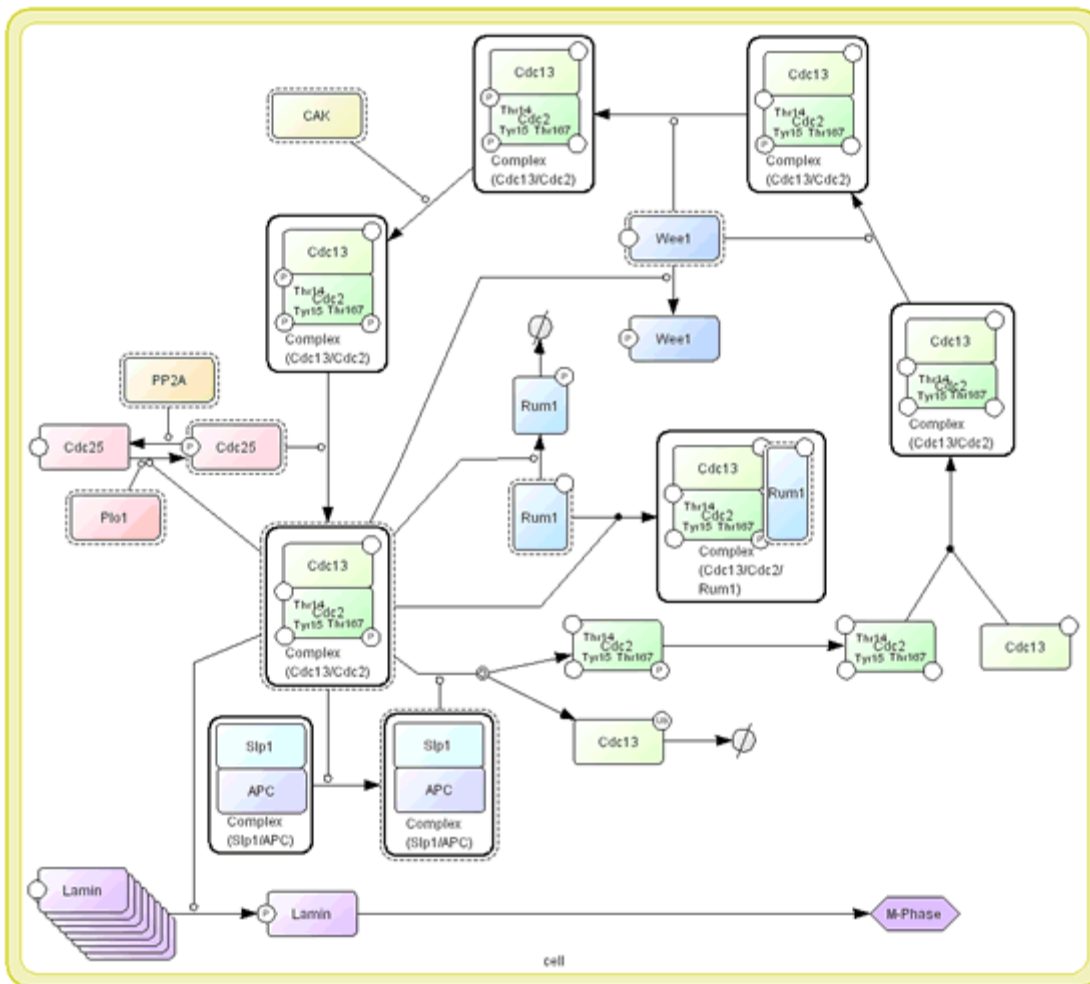 Cdc13
P
Thr14
Cdc2
Tyr15 Thr167
P
Complex
(Cdc13/Cdc2)
Cdc13
Thr14
Cdc2
Tyr15 Thr167
P
Complex
(Cdc13/Cdc2)
CAK
Cdc13
P
Thr14
Cdc2
Tyr15 Thr167
P
P
Complex
(Cdc13/Cdc2)
Wee1
P
Wee1
Cdc13
Thr14
Cdc2
Tyr15 Thr167
Complex
(Cdc13/Cdc2)
PP2A
Cdc25
P
Cdc25
Plo1
P
Rum1
Rum1
Cdc13
Thr14
Cdc2
Tyr15 Thr167
P
Rum1
Complex
(Cdc13/Cdc2/
Rum1)
Cdc13
Thr14
Cdc2
Tyr15 Thr167
P
Complex
(Cdc13/Cdc2)
Thr14
Cdc2
Tyr15 Thr167
P
Thr14
Cdc2
Tyr15 Thr167
Cdc13
Ub
Cdc13
Slp1
APC
Complex
(Slp1/APC)
Slp1
APC
Complex
(Slp1/APC)
Lamin
P
Lamin
M-Phase
cell